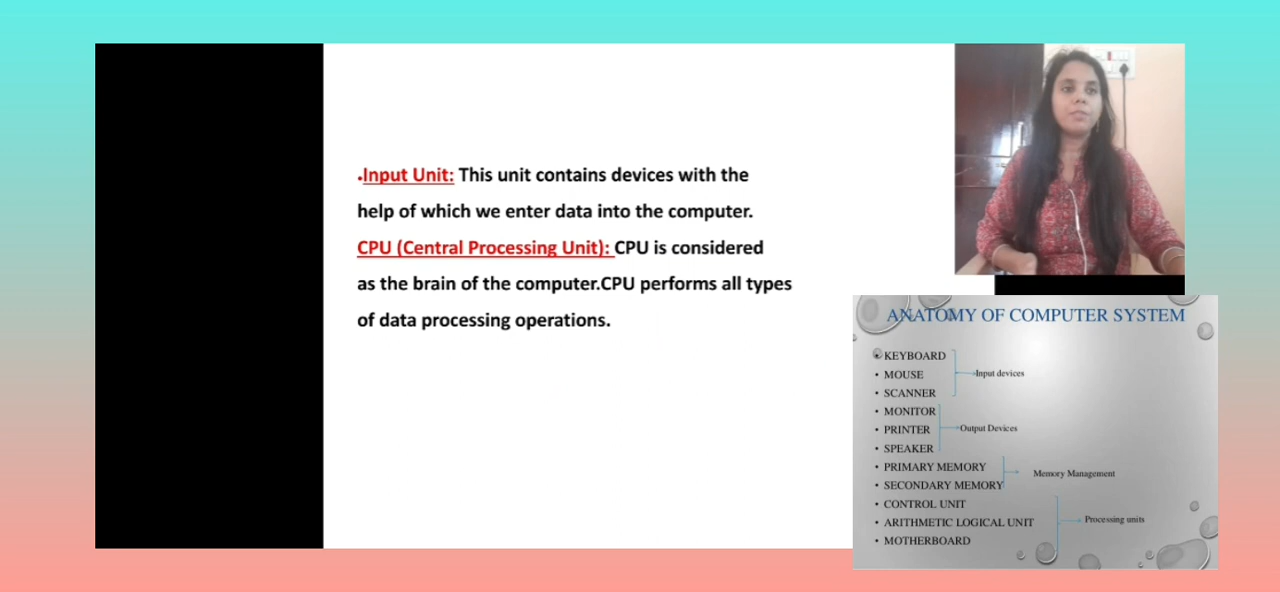 .Input Unit: This unit contains devices with the
help of which we enter data into the computer.
CPU (Central Processing Unit): CPU is considered
as the brain of the computer.CPU performs all types
of data processing operations.
ANATOMY OF COMPUTER SYSTEM
• KEYBOARD
• MOUSE
• SCANNER
Input devices
• MONITOR
• PRINTER
• SPEAKER
Output Devices
• PRIMARY MEMORY
• SECONDARY MEMORY
Memory Management
• CONTROL UNIT
• ARITHMETIC LOGICAL UNIT
• MOTHERBOARD
Processing units